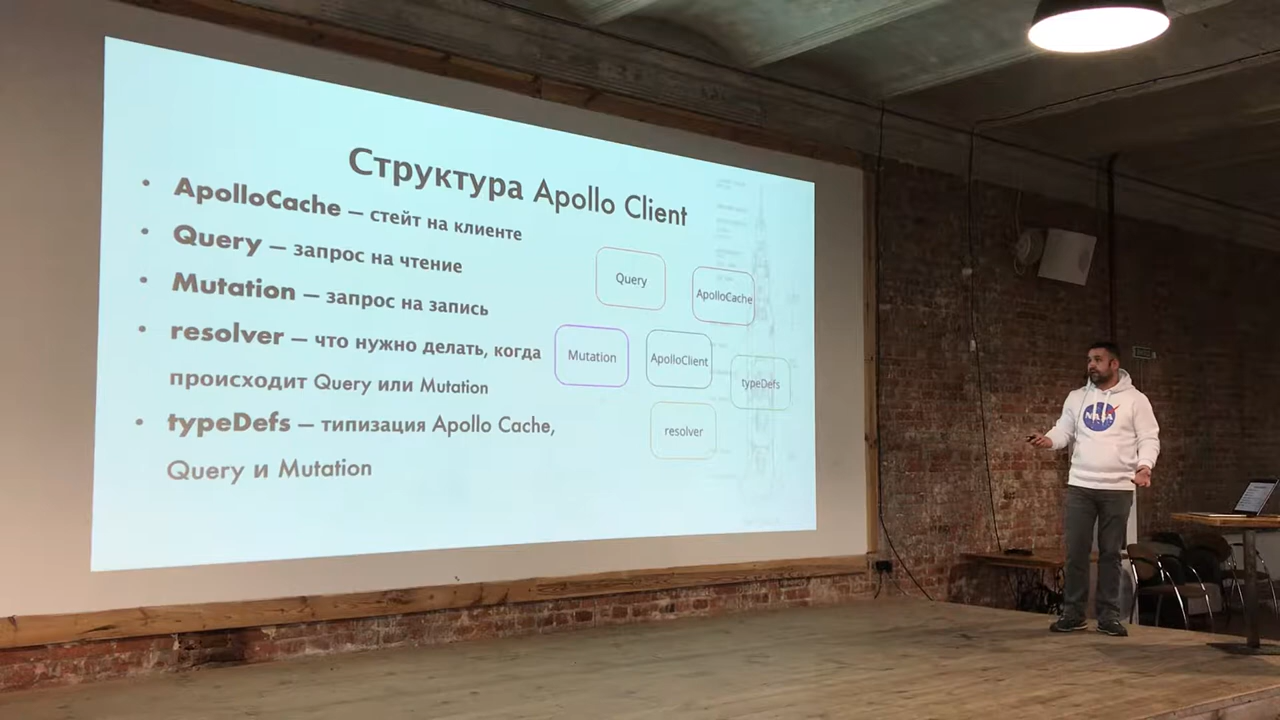 Структура Apollo Client
ApolloCache – стейт на клиенте
Query – запрос на чтение
Mutation – запрос на запись
resolver – что нужно делать, когда
происходит Query или Mutation
typeDefs – типизация Apollo Cache,
Query и Mutation
Query
ApolloCache
Mutation
ApolloClient
typeDefs
resolver
NASA